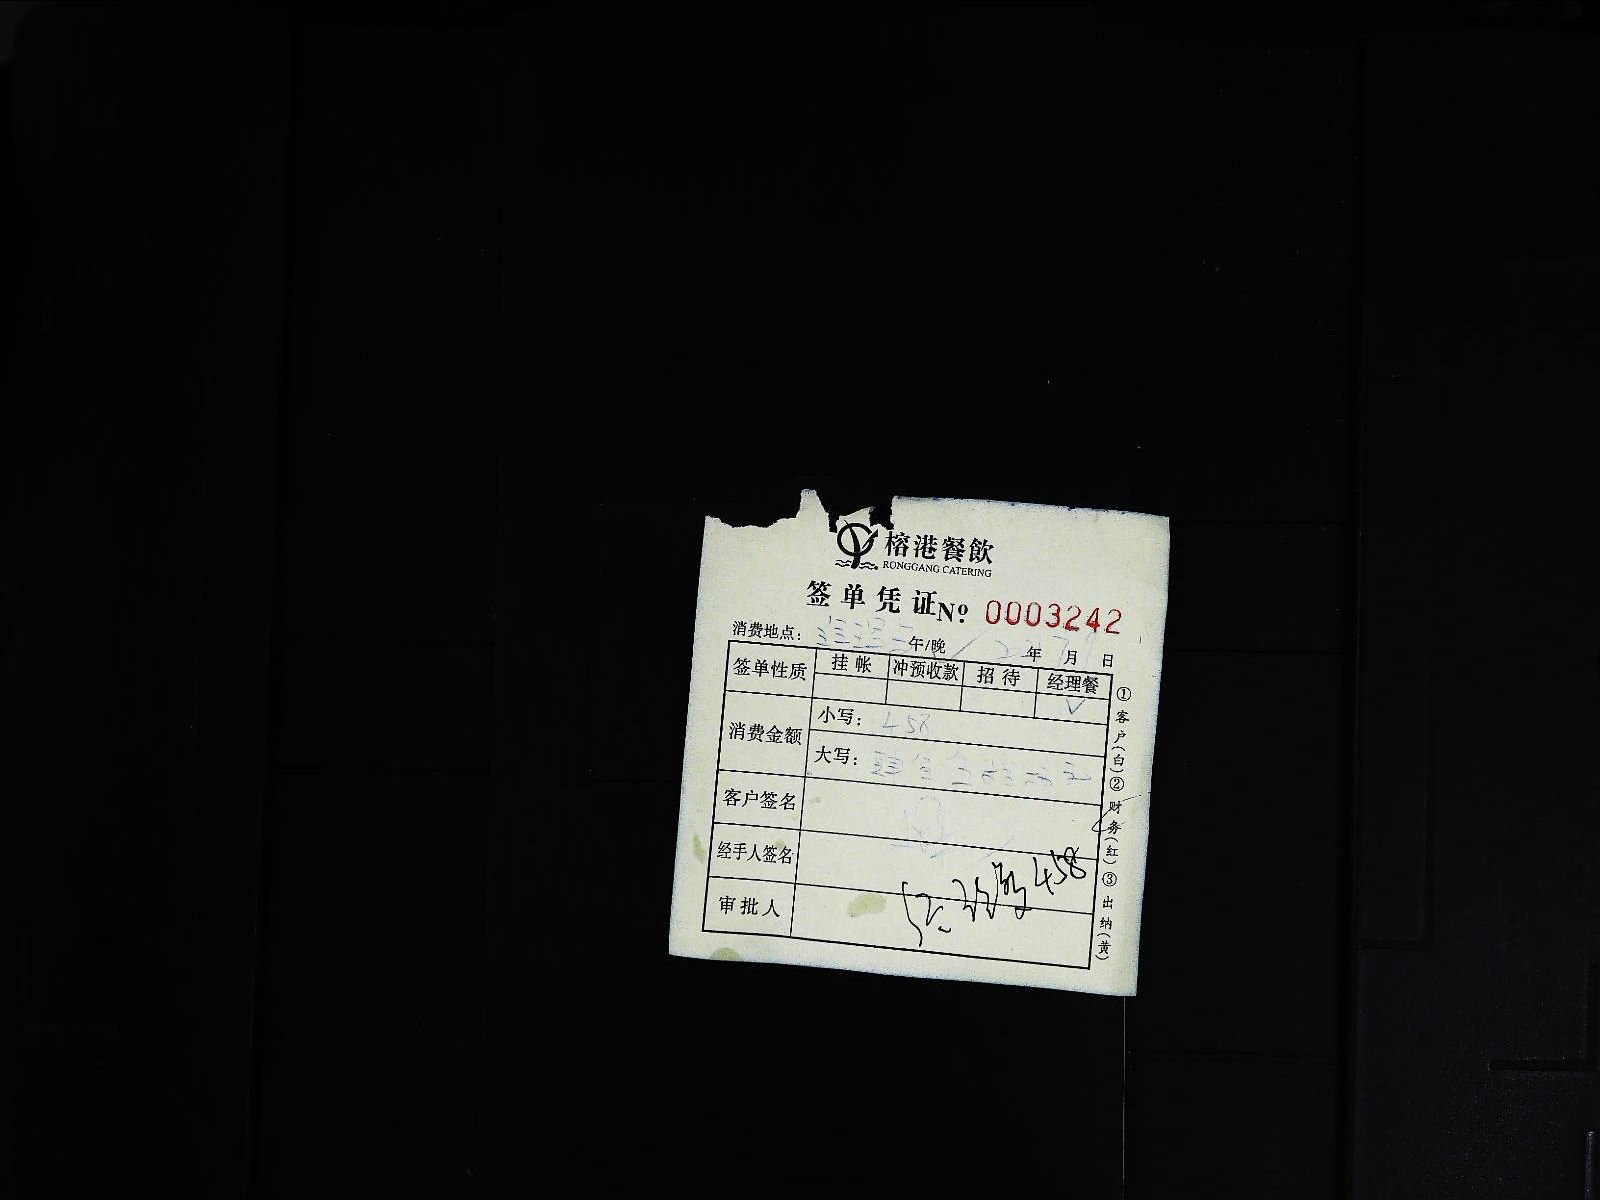 榕港餐飲
RONGGANG CATERING
签单凭证 Nº: 0003242
消费地点： 午/晚 年 月 日
签单性质 挂帐 冲预收款 招待 经理餐
✓
消费金额 小写： 458
大写：
客户签名
经手人签名
458
审批人
①客户(白)②财务(红)③出纳(黄)